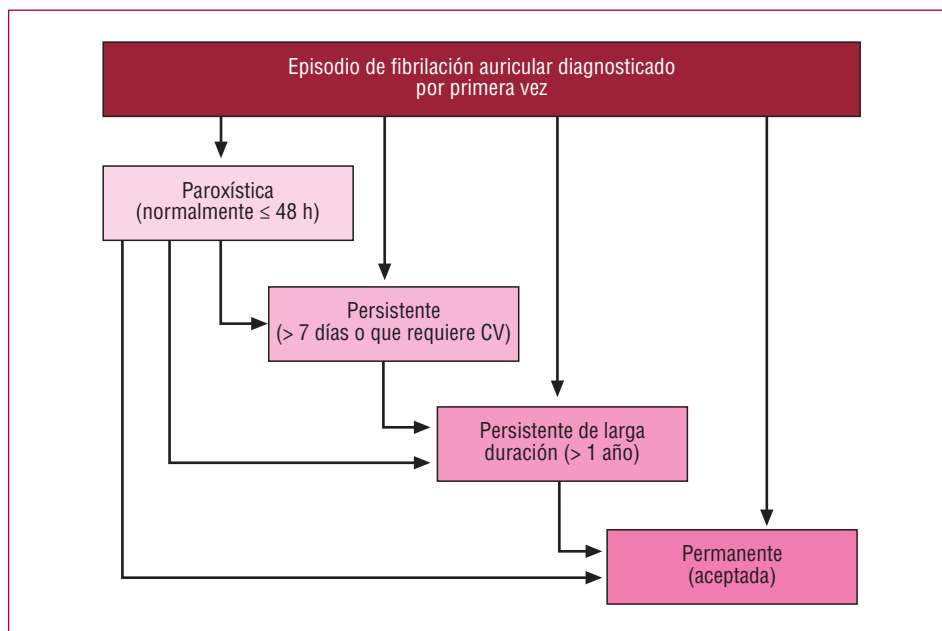 Episodio de fibrilación auricular diagnosticado
por primera vez
Paroxística
(normalmente ≤ 48 h)
Persistente
(> 7 días o que requiere CV)
Persistente de larga
duración (> 1 año)
Permanente
(aceptada)